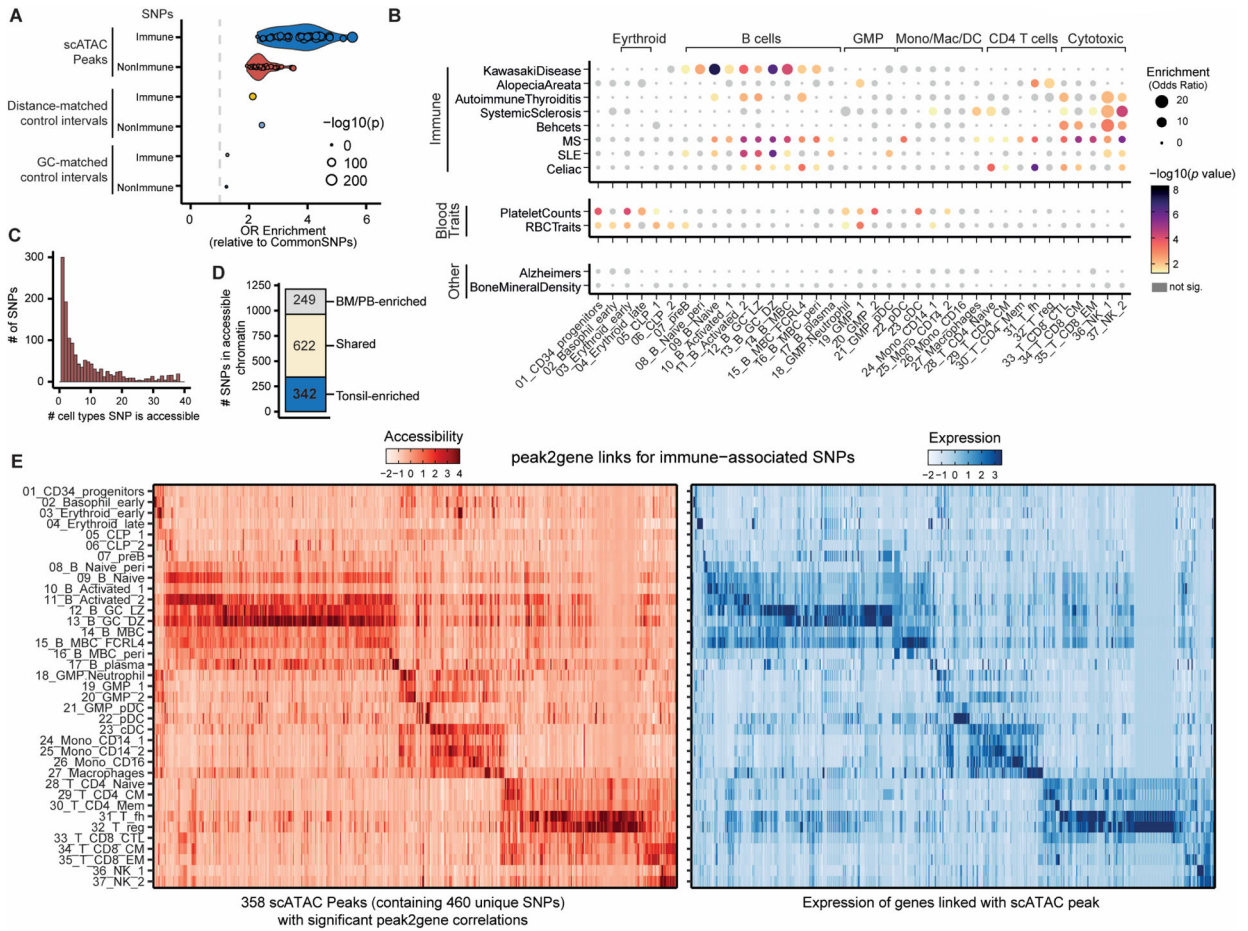 A
SNPs
scATAC
Peaks
Immune
NonImmune
Distance-matched
control intervals
Immune
NonImmune
GC-matched
control intervals
Immune
NonImmune
−log10(p)
0
100
200
0
2
4
6
OR Enrichment
(relative to CommonSNPs)
B
Eyrthroid
B cells
GMP
Mono/Mac/DC
CD4 T cells
Cytotoxic
Immune
KawasakiDisease
AlopeciaAreata
AutoimmuneThyroiditis
SystemicSclerosis
Behcets
MS
SLE
Celiac
Blood
Traits
PlateletCounts
RBCTraits
Other
Alzheimers
BoneMineralDensity
01_CD34_progenitors
02_Basophil_early
03_Erythroid_early
04_Erythroid_late
05_CLP_1
06_CLP_2
07_preB
08_B_Naive_peri
09_B_Naive
10_B_Activated_1
11_B_Activated_2
12_B_GC_LZ
13_B_GC_DZ
14_B_MBC
15_B_MBC_FCRL4
16_B_MBC_peri
17_B_plasma
18_GMP.Neutrophil
19_GMP_1
20_GMP_2
21_GMP_pDC
22_pDC
23_cDC
24_Mono_CD14_1
25_Mono_CD14_2
26_Mono_CD16
27_Macrophages
28_T_CD4_Naive
29_T_CD4_CM
30_T_CD4_Mem
31_T_fh
32_T_reg
33_T_CD8_CTL
34_T_CD8_CM
35_T_CD8_EM
36_NK_1
37_NK_2
Enrichment
(Odds Ratio)
20
10
0
−log10(p value)
8
6
4
2
not sig.
C
# of SNPs
300
200
100
0
0
10
20
30
40
# cell types SNP is accessible
D
# SNPs in accessible
chromatin
1250
1000
750
500
250
0
249
622
342
BM/PB-enriched
Shared
Tonsil-enriched
E
Accessibility
−2−1 0 1 2 3 4
peak2gene links for immune-associated SNPs
Expression
−2−1 0 1 2 3
01_CD34_progenitors
02_Basophil_early
03_Erythroid_early
04_Erythroid_late
05_CLP_1
06_CLP_2
07_preB
08_B_Naive_peri
09_B_Naive
10_B_Activated_1
11_B_Activated_2
12_B_GC_LZ
13_B_GC_DZ
14_B_MBC
15_B_MBC_FCRL4
16_B_MBC_peri
17_B_plasma
18_GMP.Neutrophil
19_GMP_1
20_GMP_2
21_GMP_pDC
22_pDC
23_cDC
24_Mono_CD14_1
25_Mono_CD14_2
26_Mono_CD16
27_Macrophages
28_T_CD4_Naive
29_T_CD4_CM
30_T_CD4_Mem
31_T_fh
32_T_reg
33_T_CD8_CTL
34_T_CD8_CM
35_T_CD8_EM
36_NK_1
37_NK_2
358 scATAC Peaks (containing 460 unique SNPs)
with significant peak2gene correlations
Expression of genes linked with scATAC peak